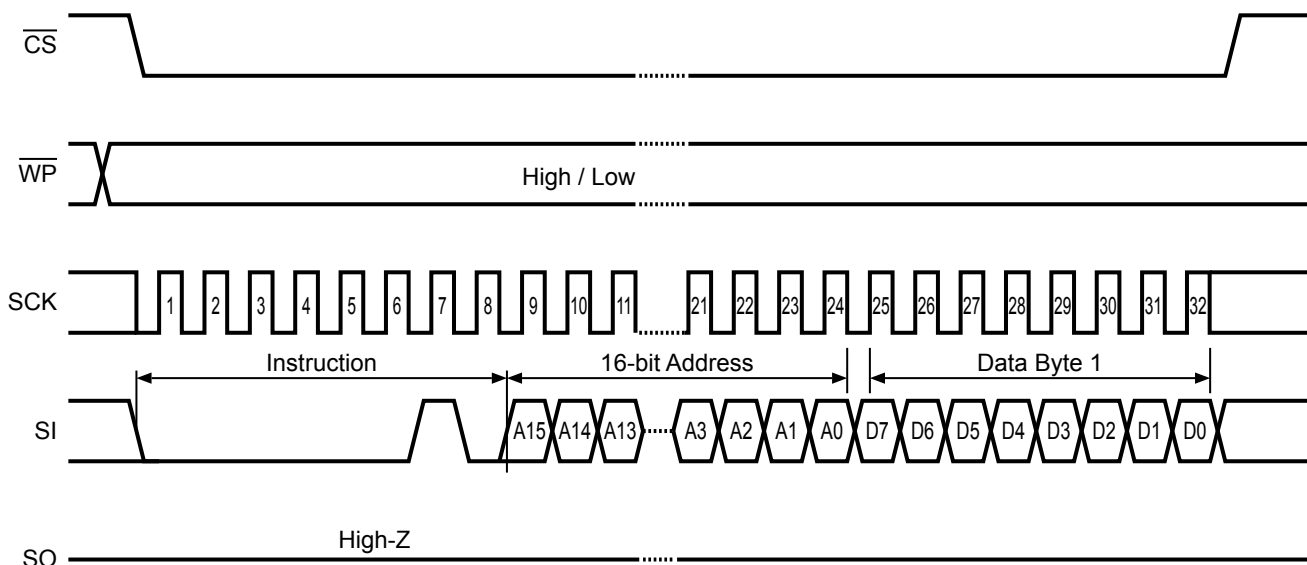 CS
WP
High / Low
SCK
1 2 3 4 5 6 7 8 9 10 11 21 22 23 24 25 26 27 28 29 30 31 32
Instruction 16-bit Address Data Byte 1
SI
A15 A14 A13 A3 A2 A1 A0 D7 D6 D5 D4 D3 D2 D1 D0
High-Z
SO